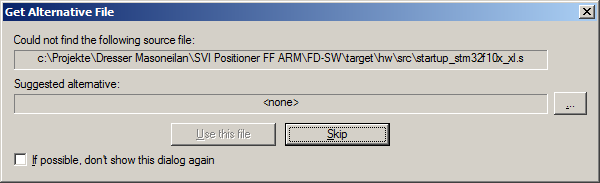 Get Alternative File
Could not find the following source file:
c:\Projekte\Dresser Masoneilan\SVI Positioner FF ARM\FD-SW\target\hw\src\startup_stm32f10x_xl.s
Suggested alternative:
<none>
...
Use this file
Skip
If possible, don't show this dialog again